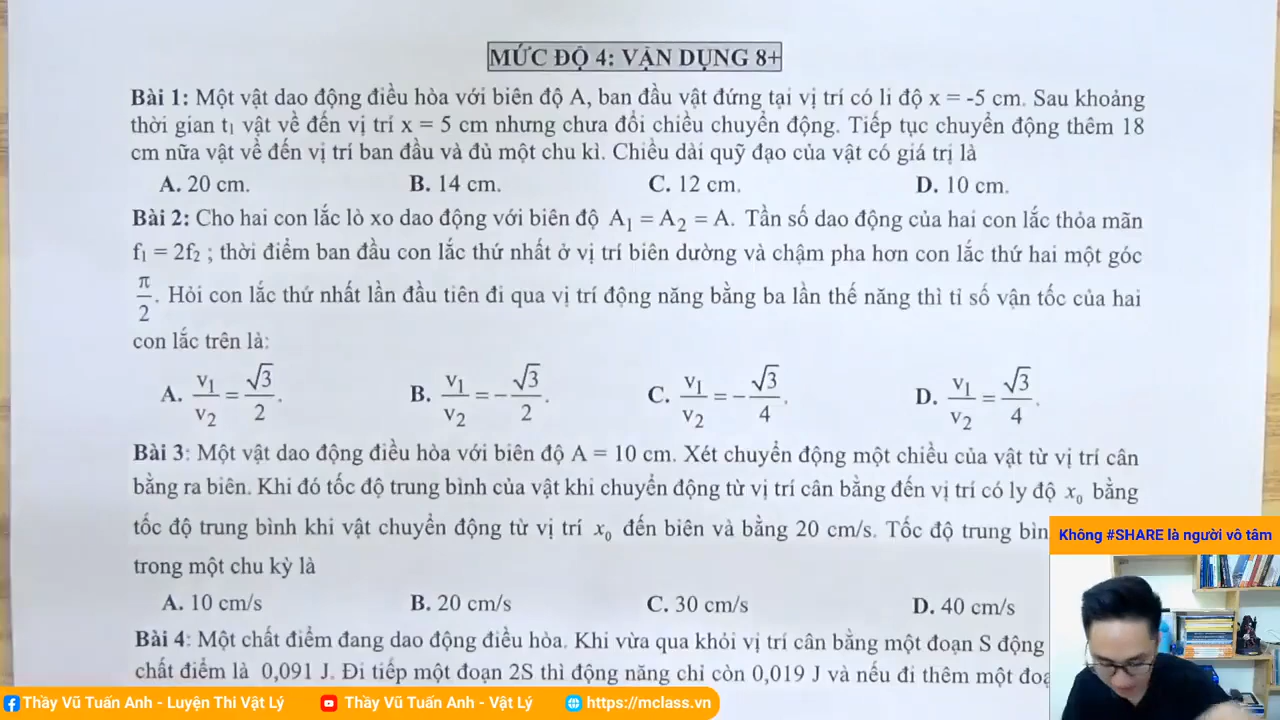 MỨC ĐỘ 4: VẬN DỤNG 8+
Bài 1: Một vật dao động điều hòa với biên độ A, ban đầu vật đứng tại vị trí có li độ x = -5 cm. Sau khoảng
thời gian t₁ vật về đến vị trí x = 5 cm nhưng chưa đổi chiều chuyển động. Tiếp tục chuyển động thêm 18
cm nữa vật về đến vị trí ban đầu và đủ một chu kì. Chiều dài quỹ đạo của vật có giá trị là
A. 20 cm. B. 14 cm. C. 12 cm. D. 10 cm.
Bài 2: Cho hai con lắc lò xo dao động với biên độ A₁ = A₂ = A. Tần số dao động của hai con lắc thỏa mãn
f₁ = 2f₂ ; thời điểm ban đầu con lắc thứ nhất ở vị trí biên dường và chậm pha hơn con lắc thứ hai một góc
π/2. Hỏi con lắc thứ nhất lần đầu tiên đi qua vị trí động năng bằng ba lần thế năng thì tỉ số vận tốc của hai
con lắc trên là:
A. v₁/v₂ = √3/2. B. v₁/v₂ = -√3/2. C. v₁/v₂ = -√3/4. D. v₁/v₂ = √3/4.
Bài 3: Một vật dao động điều hòa với biên độ A = 10 cm. Xét chuyển động một chiều của vật từ vị trí cân
bằng ra biên. Khi đó tốc độ trung bình của vật khi chuyển động từ vị trí cân bằng đến vị trí có ly độ x₀ bằng
tốc độ trung bình khi vật chuyển động từ vị trí x₀ đến biên và bằng 20 cm/s. Tốc độ trung
Không #SHARE là người vô tâm
trong một chu kỳ là
A. 10 cm/s B. 20 cm/s C. 30 cm/s D. 40 cm/s
Bài 4: Một chất điểm đang dao động điều hòa. Khi vừa qua khỏi vị trí cân bằng một đoạn S động
chất điểm là 0,091 J. Đi tiếp một đoạn 2S thì động năng chỉ còn 0,019 J và nếu đi thêm một
Thầy Vũ Tuấn Anh - Luyện Thi Vật Lý Thầy Vũ Tuấn Anh - Vật Lý https://mclass.vn